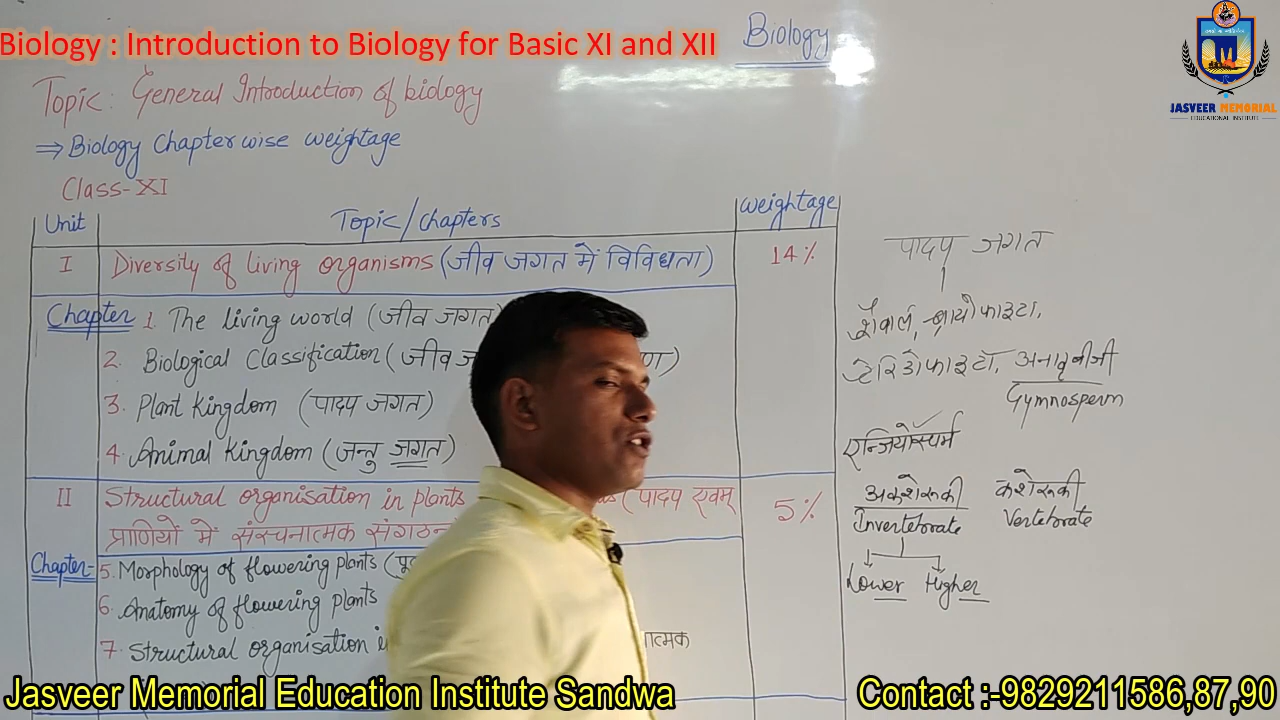 Biology : Introduction to Biology for Basic XI and XII
Biology
JASVEER MEMORIAL
EDUCATIONAL INSTITUTE
Topic: General Introduction of biology
⇒ Biology Chapterwise weightage
Class-XI
Unit Topic/chapters weightage
I Diversity of living organisms (जीव जगत में विविधता) 14%
Chapter 1. The living world (जीव जगत)
2. Biological Classification (जीव
3. Plant Kingdom (पादप जगत)
4. Animal Kingdom (जन्तु जगत)
II Structural organisation in plants (पादप एवम् 5%
प्राणियों में संरचनात्मक
Chapter- 5. Morphology of flowering plants
6. Anatomy of flowering plants
7. Structural organisation
पादप जगत
शैवाल, ब्रायोफाइटा,
टेरिडोफाइटा, अनावृतबीजी
Gymnosperm
एन्जियोस्पर्म
अकशेरूकी कशेरूकी
Invertebrate Vertebrate
Lower Higher
Jasveer Memorial Education Institute Sandwa
Contact :-9829211586,87,90